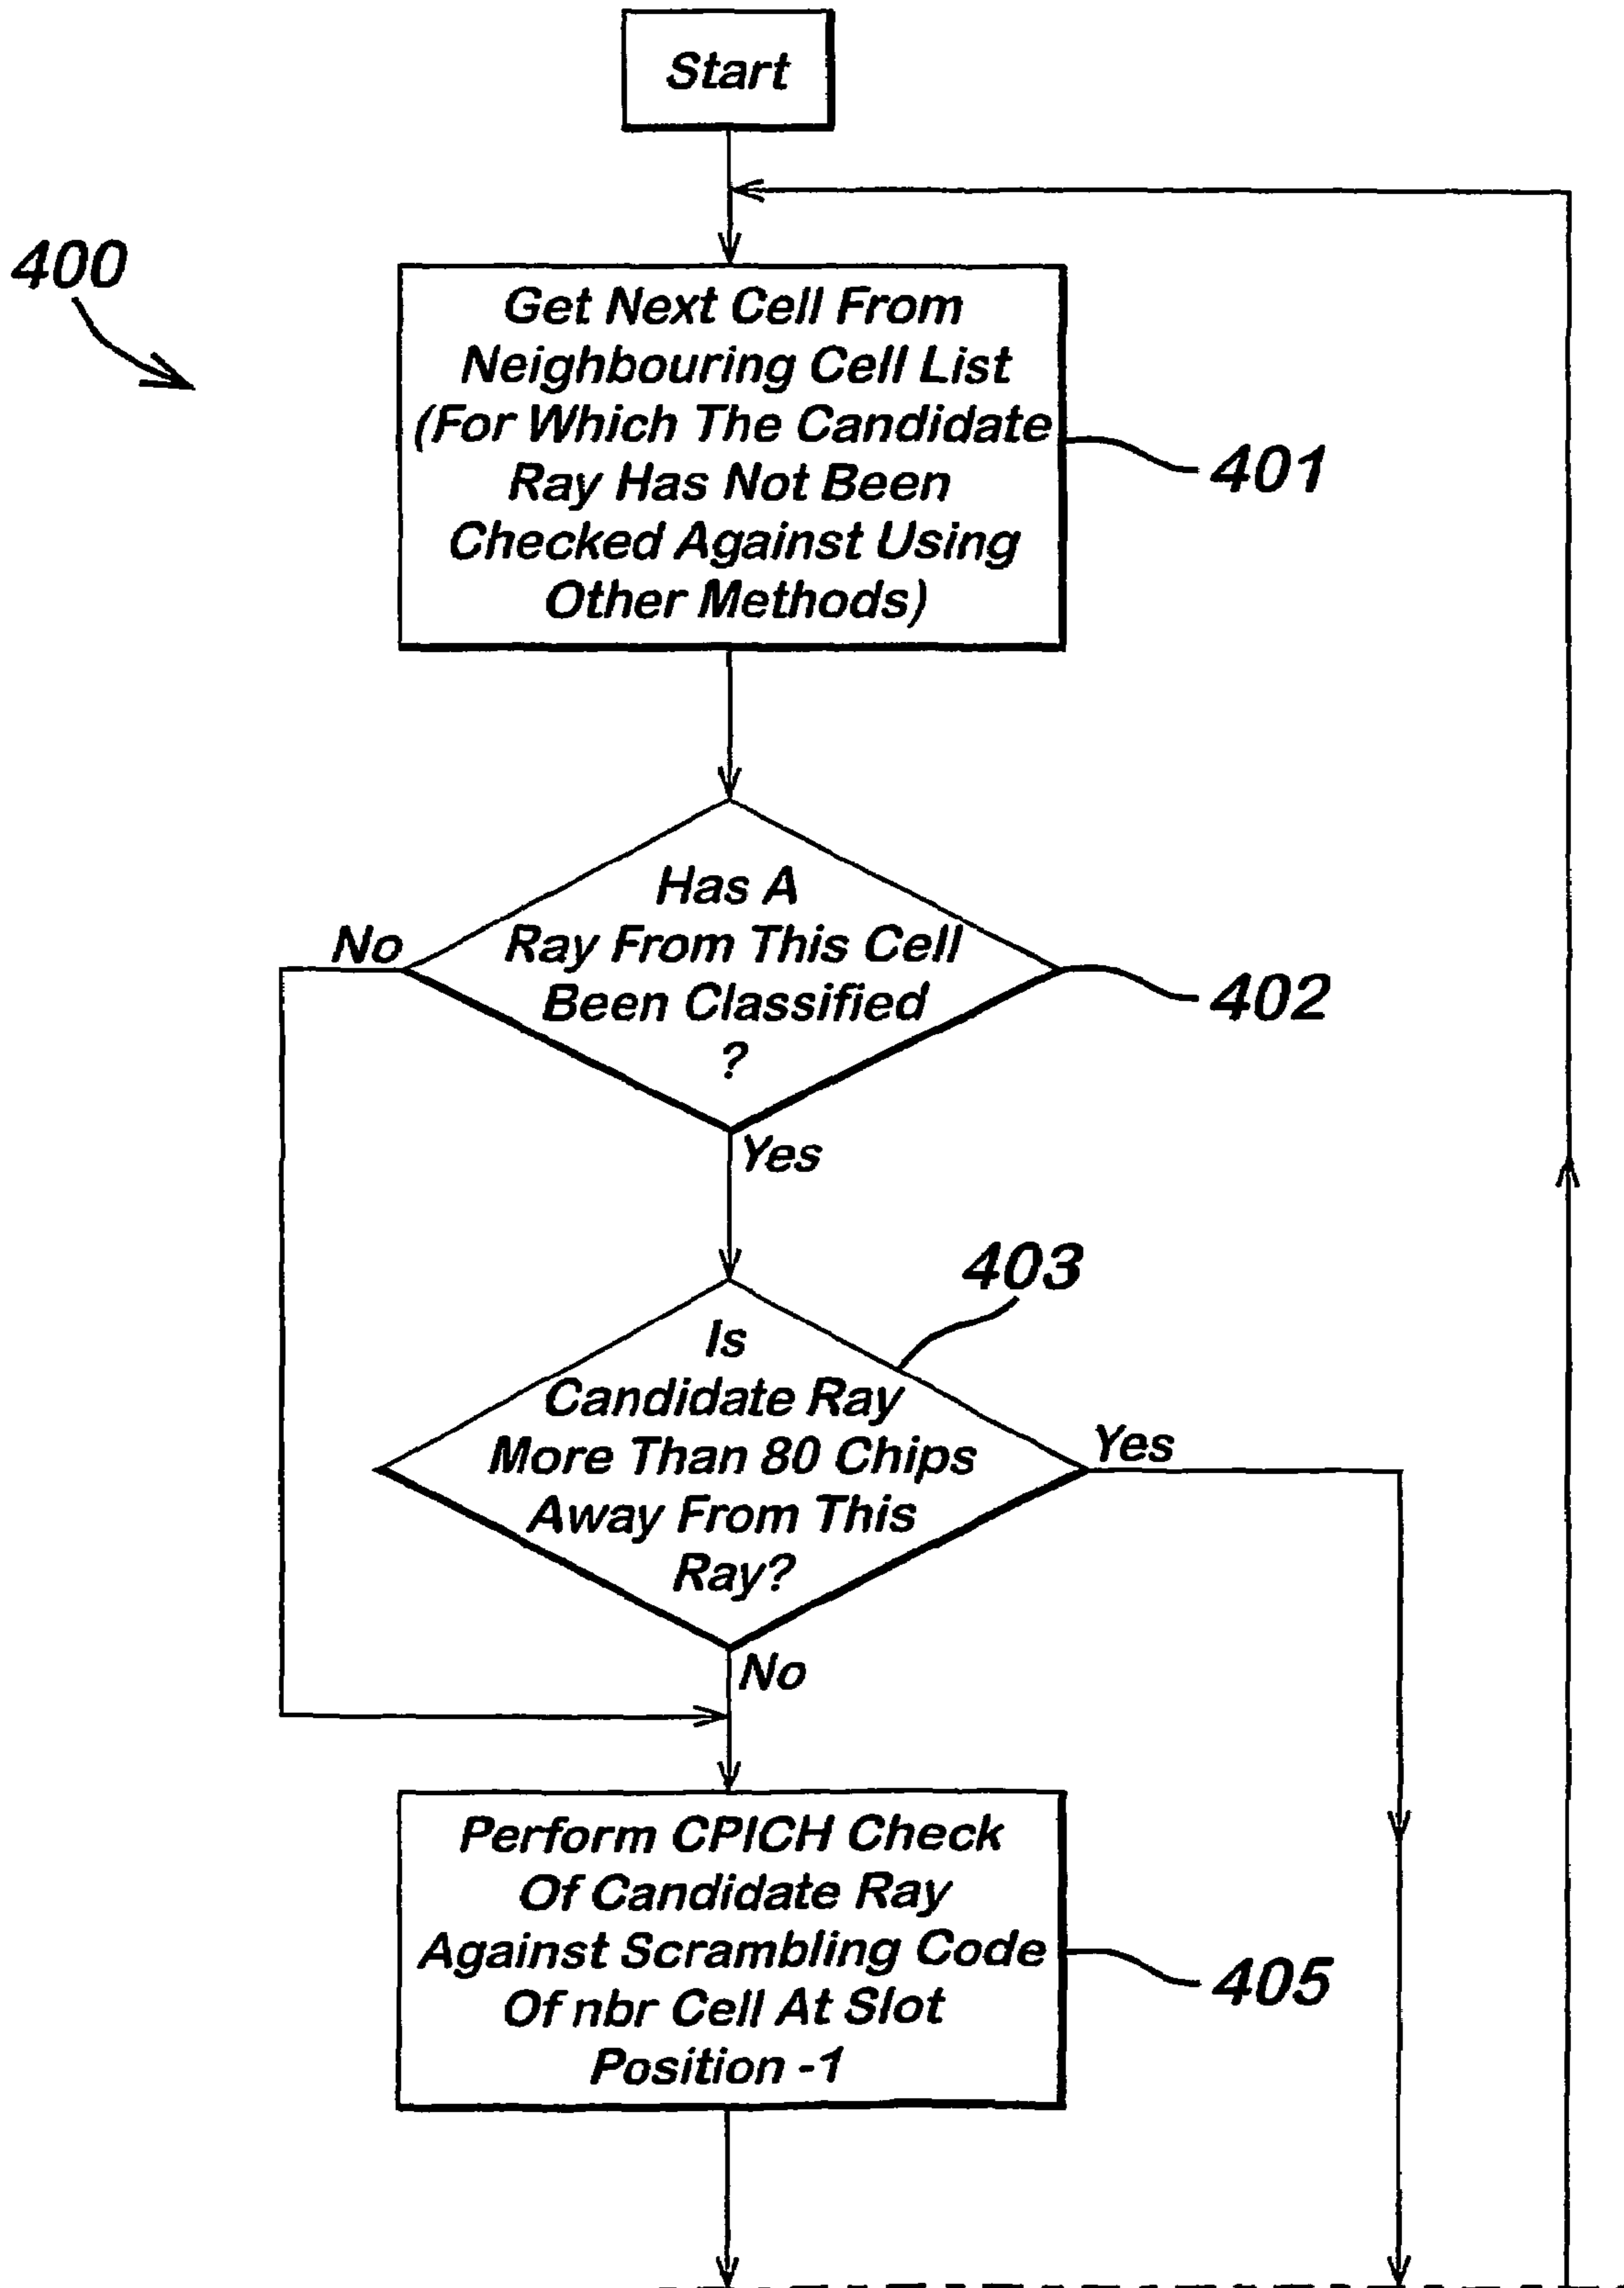 Start
400
Get Next Cell From
Neighbouring Cell List
(For Which The Candidate
Ray Has Not Been
Checked Against Using
Other Methods)
401
Has A
Ray From This Cell
Been Classified
?
No
402
Yes
403
Is
Candidate Ray
More Than 80 Chips
Away From This
Ray?
Yes
No
Perform CPICH Check
Of Candidate Ray
Against Scrambling Code
Of nbr Cell At Slot
Position -1
405